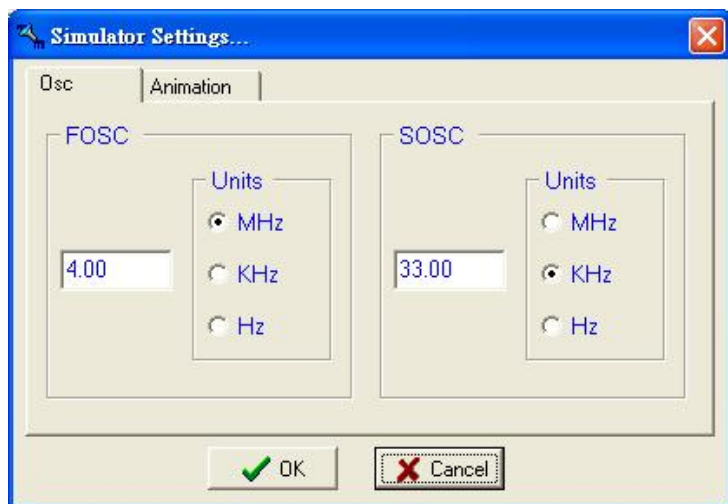 Simulator Settings...
Osc
Animation
FOSC
4.00
Units
MHz
KHz
Hz
SOSC
33.00
Units
MHz
KHz
Hz
OK
Cancel